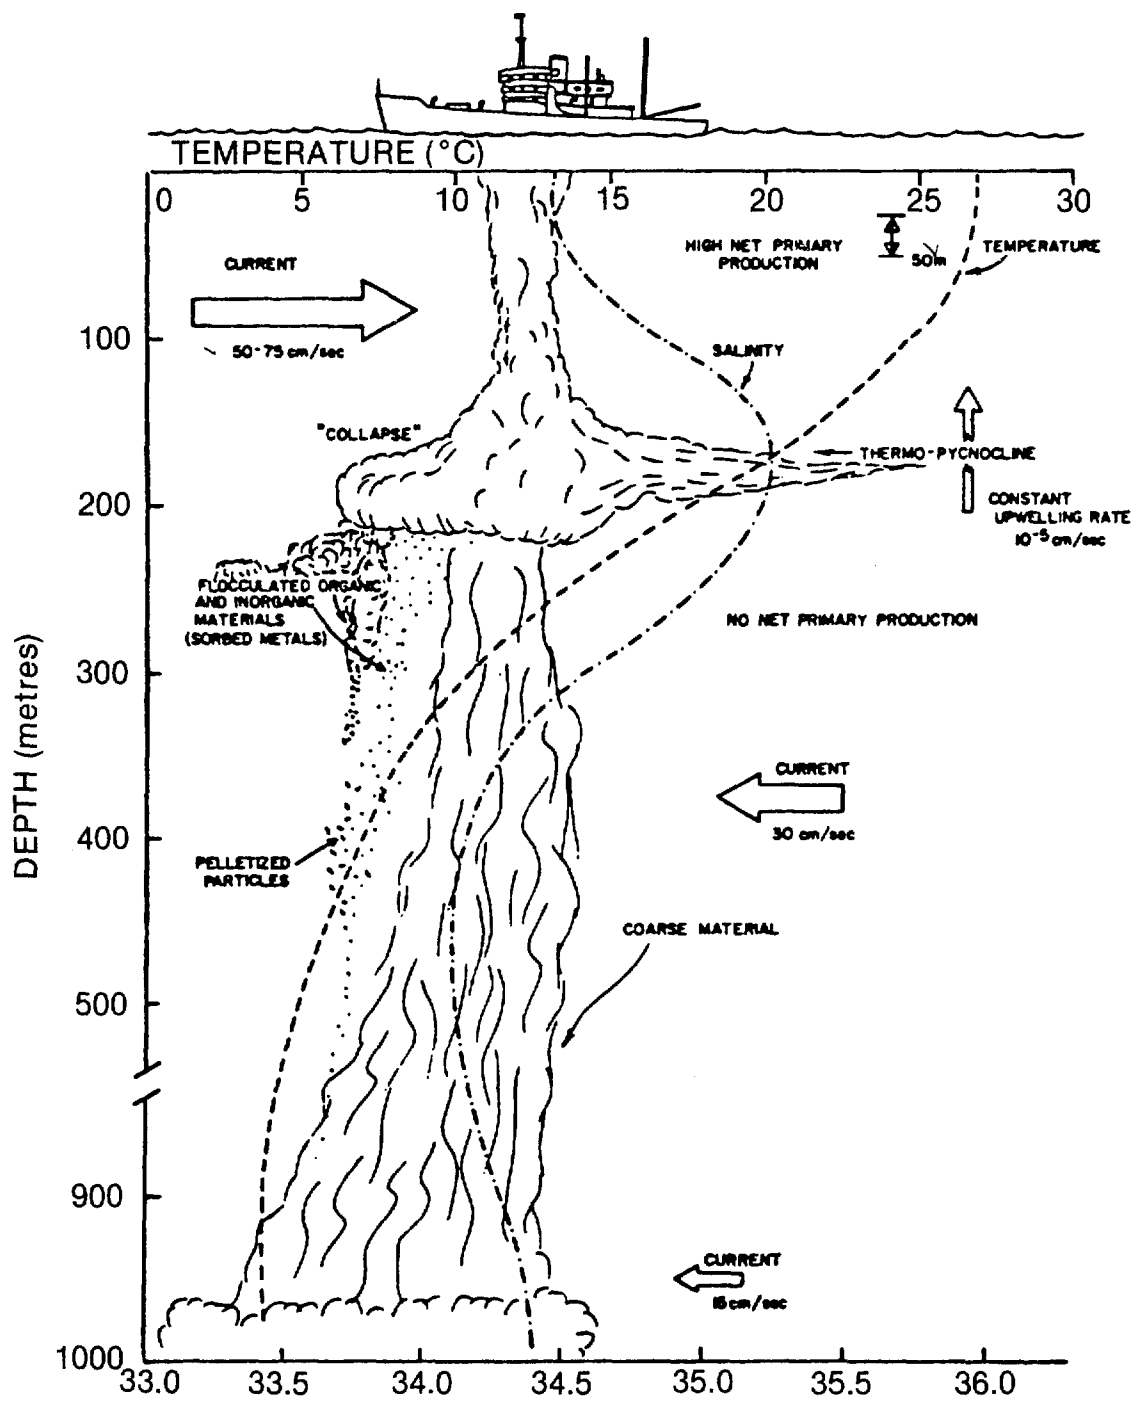 TEMPERATURE (°C)
0 5 10 15 20 25 30
HIGH NET PRIMARY
PRODUCTION
50m
TEMPERATURE
CURRENT
50-75 cm/sec
100
SALINITY
"COLLAPSE"
THERMO-PYCNOCLINE
200
CONSTANT
UPWELLING RATE
10-5 cm/sec
FLOCCULATED ORGANIC
AND INORGANIC
MATERIALS
(SORBED METALS)
NO NET PRIMARY PRODUCTION
300
DEPTH (metres)
CURRENT
30 cm/sec
400
PELLETIZED
PARTICLES
COARSE MATERIAL
500
900
CURRENT
15 cm/sec
1000
33.0 33.5 34.0 34.5 35.0 35.5 36.0